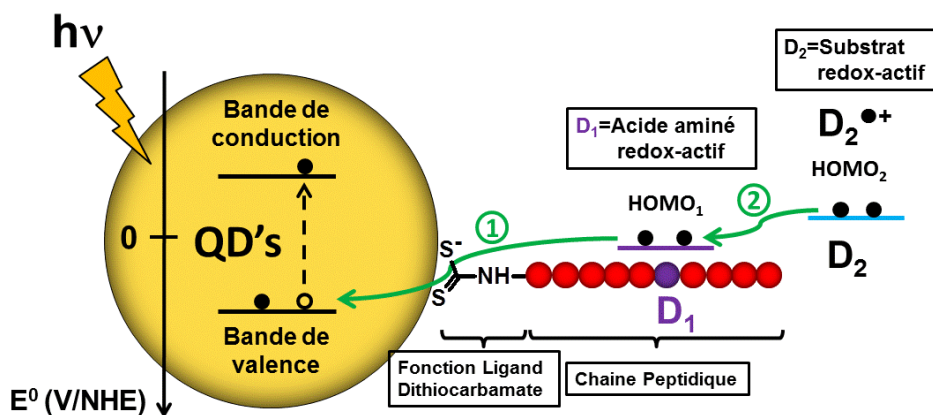 hν
Bande de
conduction
0
QD's
Bande de
valence
E⁰ (V/NHE)
S⁻
S
NH
Fonction Ligand
Dithiocarbamate
Chaine Peptidique
①
D₁=Acide aminé
redox-actif
HOMO₁
D₁
②
D₂=Substrat
redox-actif
D₂●⁺
HOMO₂
D₂